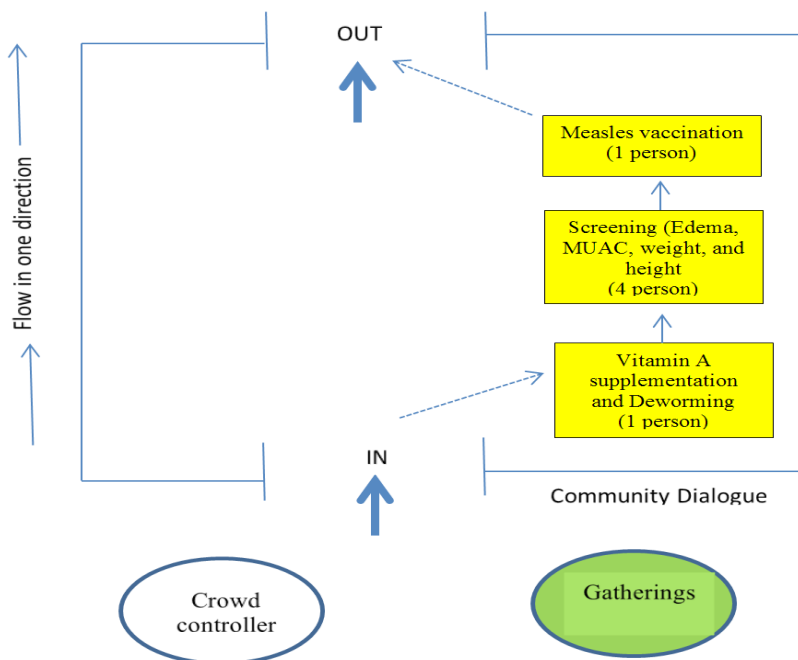 OUT
Measles vaccination
(1 person)
Screening (Edema,
MUAC, weight, and
height
(4 person)
Flow in one direction
Vitamin A
supplementation
and Deworming
(1 person)
IN
Community Dialogue
Crowd
controller
Gatherings